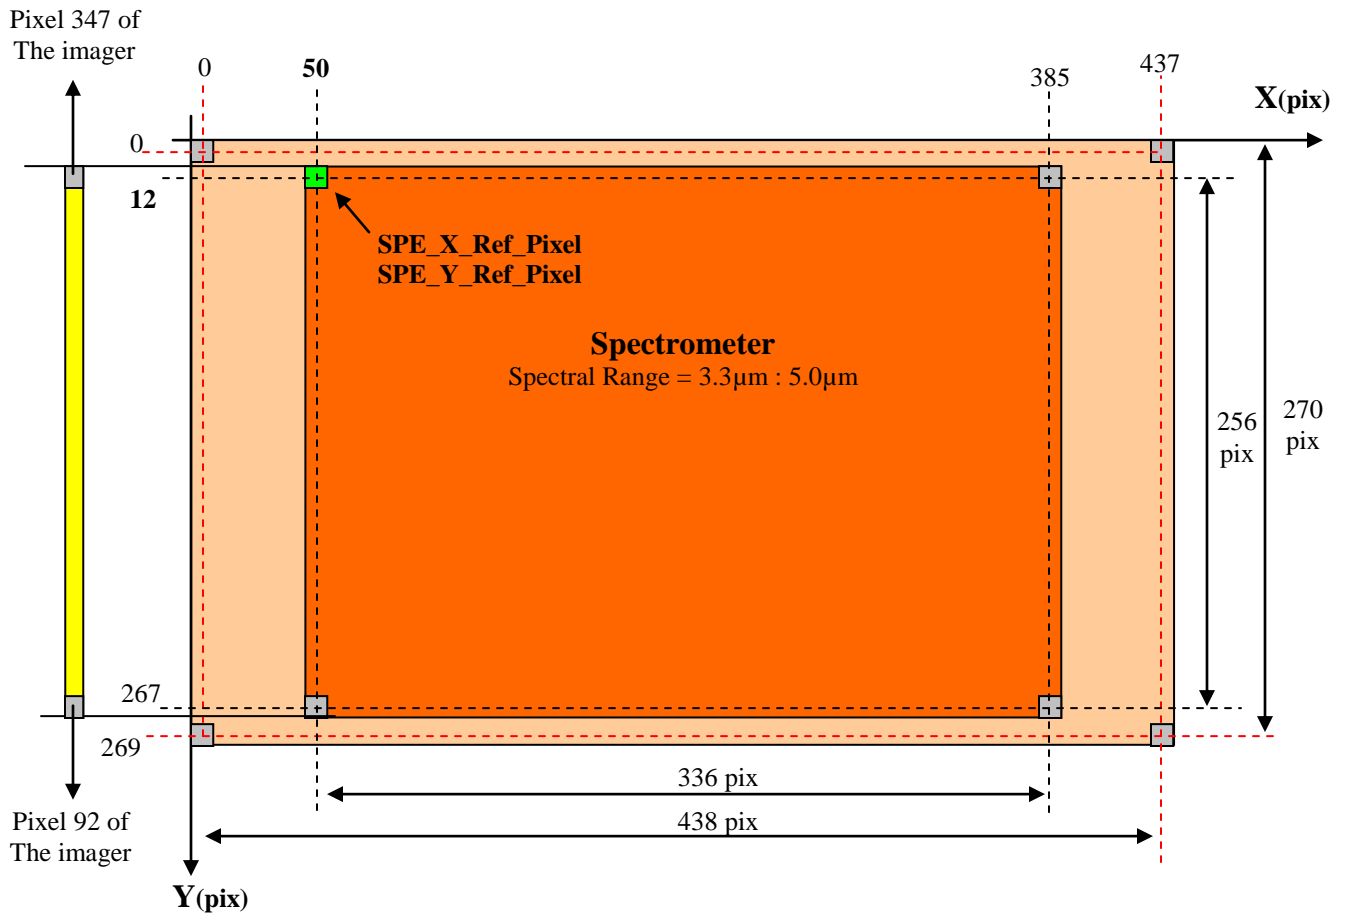 Pixel 347 of
The imager
0
50
385
437
X(pix)
0
12
SPE_X_Ref_Pixel
SPE_Y_Ref_Pixel
Spectrometer
Spectral Range = 3.3µm : 5.0µm
256
pix
270
pix
267
269
336 pix
438 pix
Pixel 92 of
The imager
Y(pix)